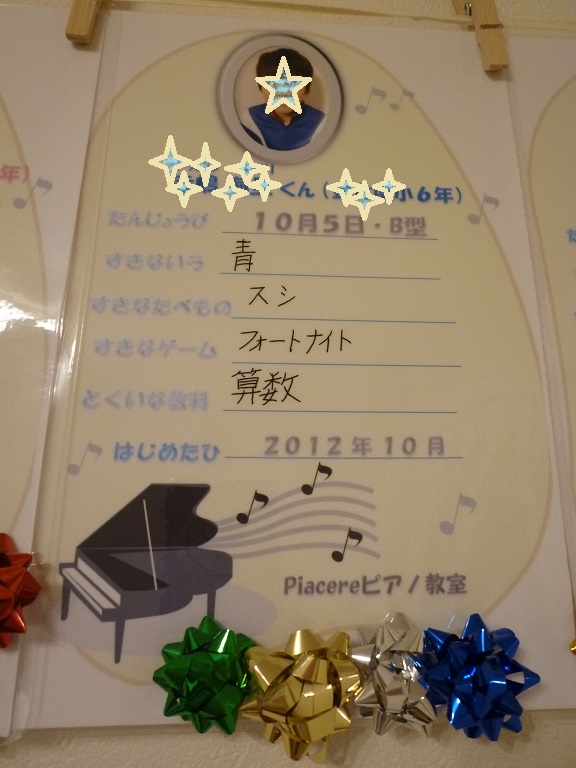 くん（ 小6年）
たんじょうび 10月5日・B型
すきないろ 青
すきなたべもの スシ
すきなゲーム フォートナイト
とくいな教科 算数
はじめたひ 2012年10月
Piacereピアノ教室
年）